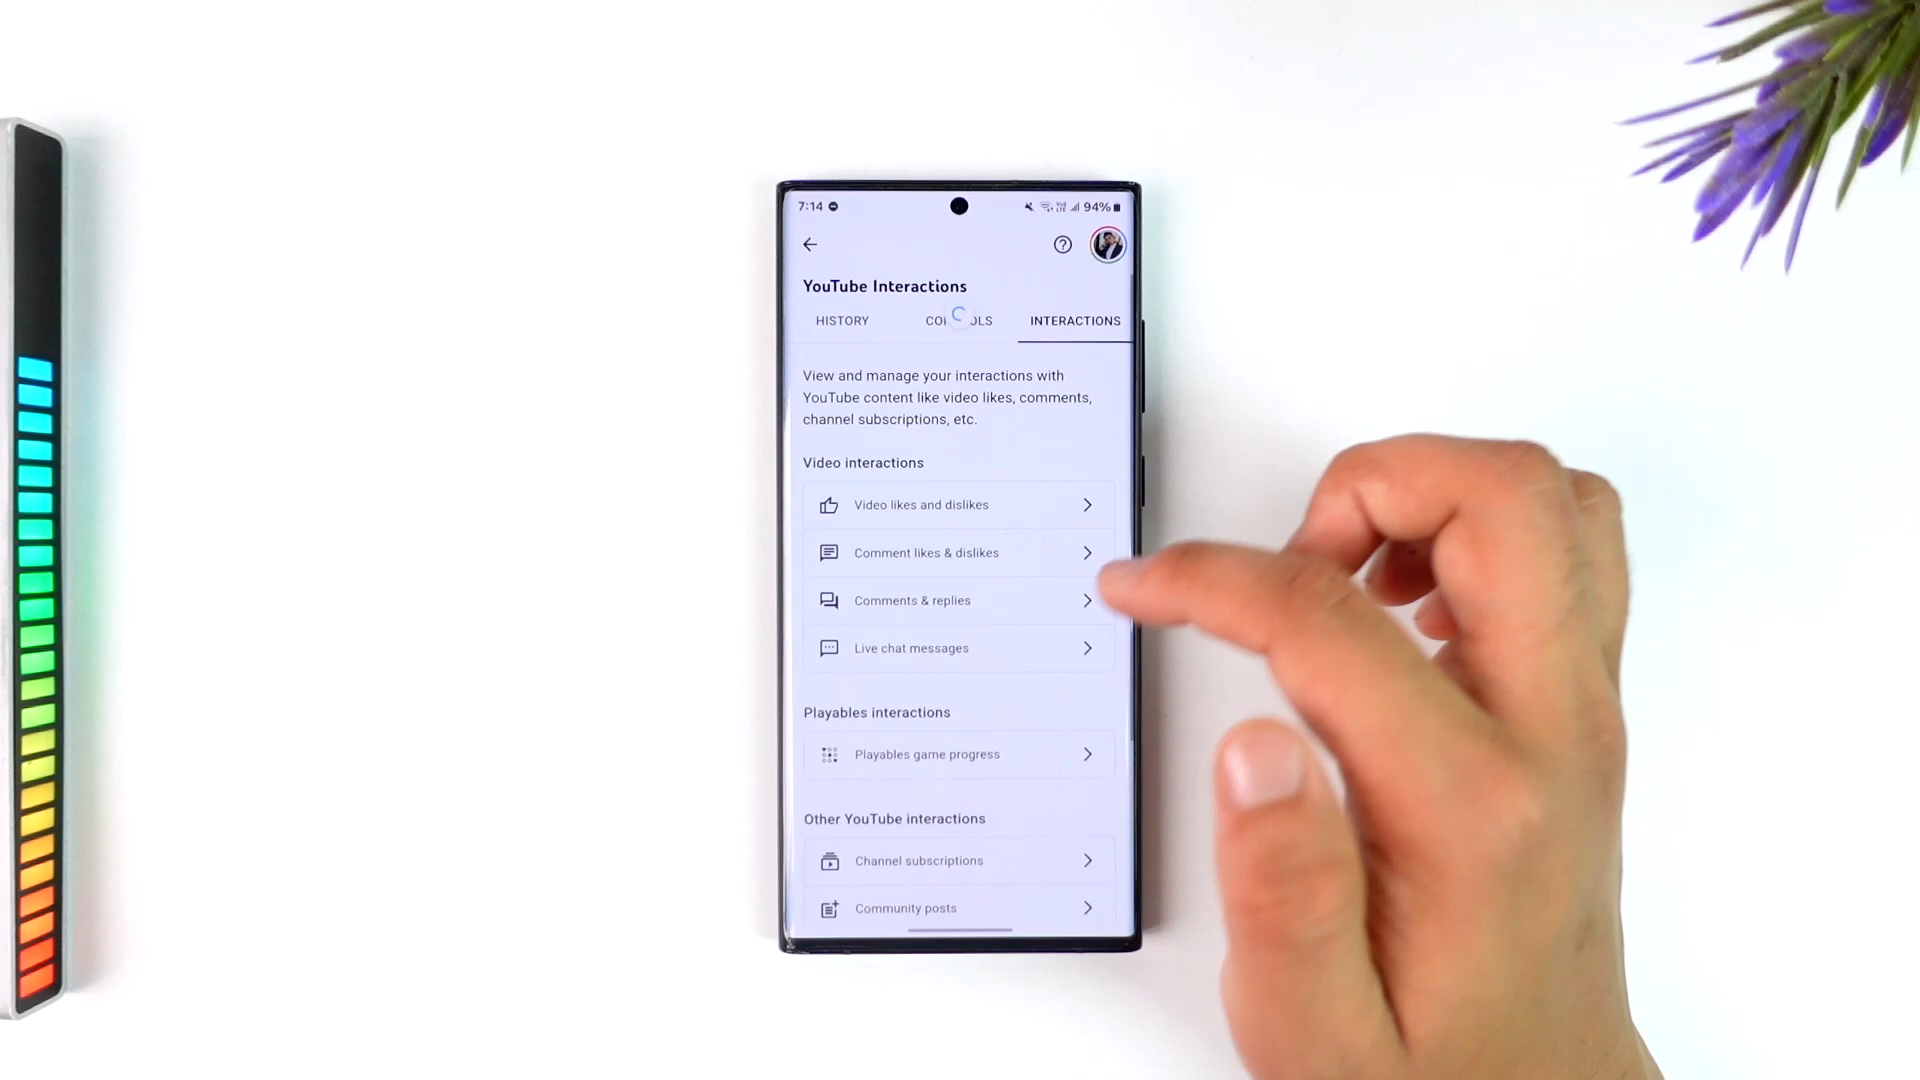 7:14
94%
YouTube Interactions
HISTORY
INTERACTIONS
View and manage your interactions with
YouTube content like video likes, comments,
channel subscriptions, etc.
Video interactions
Video likes and dislikes
Comment likes & dislikes
Comments & replies
Live chat messages
Playables interactions
Playables game progress
Other YouTube interactions
Channel subscriptions
Community posts